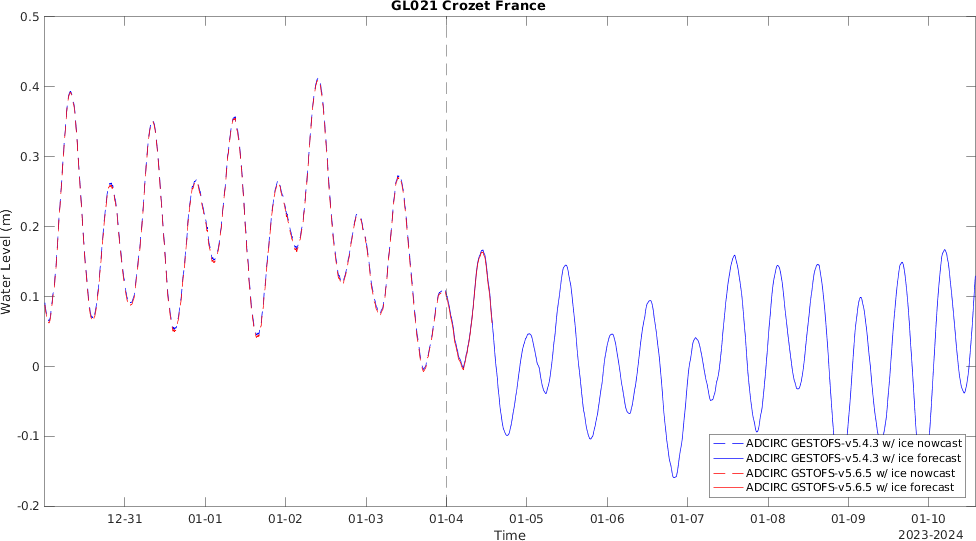 GL021 Crozet France
0.5
0.4
0.3
0.2
0.1
0
-0.1
-0.2
Water Level (m)
ADCIRC GESTOFS-v5.4.3 w/ ice nowcast
ADCIRC GESTOFS-v5.4.3 w/ ice forecast
ADCIRC GSTOFS-v5.6.5 w/ ice nowcast
ADCIRC GSTOFS-v5.6.5 w/ ice forecast
12-31 01-01 01-02 01-03 01-04 01-05 01-06 01-07 01-08 01-09 01-10
Time
2023-2024